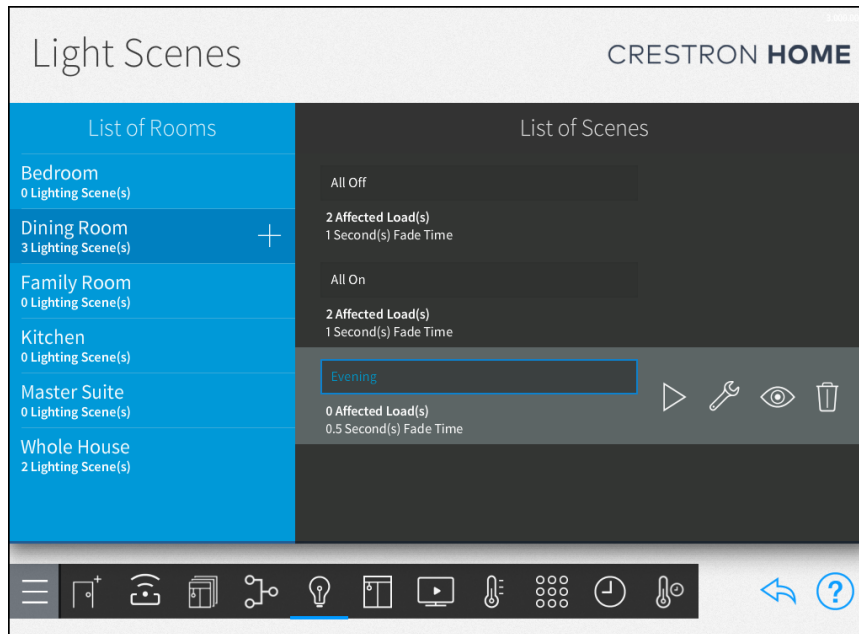 Light Scenes
CRESTRON HOME
List of Rooms
Bedroom
0 Lighting Scene(s)
Dining Room
3 Lighting Scene(s)
Family Room
0 Lighting Scene(s)
Kitchen
0 Lighting Scene(s)
Master Suite
0 Lighting Scene(s)
Whole House
2 Lighting Scene(s)
List of Scenes
All Off
2 Affected Load(s)
1 Second(s) Fade Time
All On
2 Affected Load(s)
1 Second(s) Fade Time
Evening
0 Affected Load(s)
0.5 Second(s) Fade Time
?